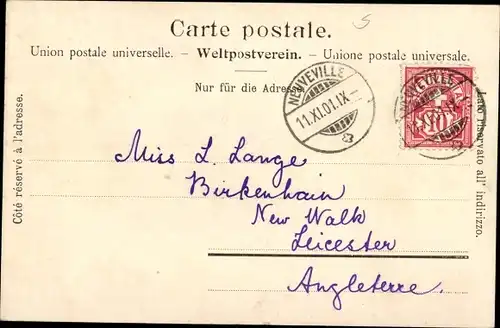 5
Carte postale.
Union postale universelle. – Weltpostverein. – Unione postale universale.
Nur für die Adresse
NEUVEVILLE
11.XI.01.IX–
10
Côté réservé à l'adresse.
Lato riservato all' indirizzo.
Miss L. Lange
Birkenhain
New Walk
Leicester
Angleterre.